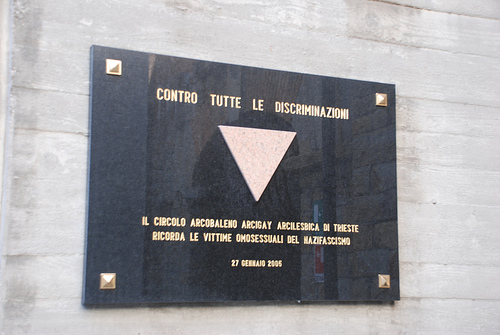 CONTRO TUTTE LE DISCRIMINAZIONI
IL CIRCOLO ARCOBALENO ARCIGAY ARCILESBICA DI TRIESTE
RICORDA LE VITTIME OMOSESSUALI DEL NAZIFASCISMO
27 GENNAIO 2005